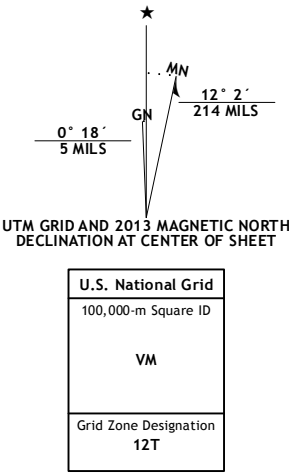 ★
MN
GN
12° 2´
214 MILS
0° 18´
5 MILS
UTM GRID AND 2013 MAGNETIC NORTH
DECLINATION AT CENTER OF SHEET
U.S. National Grid
100,000-m Square ID
VM
Grid Zone Designation
12T